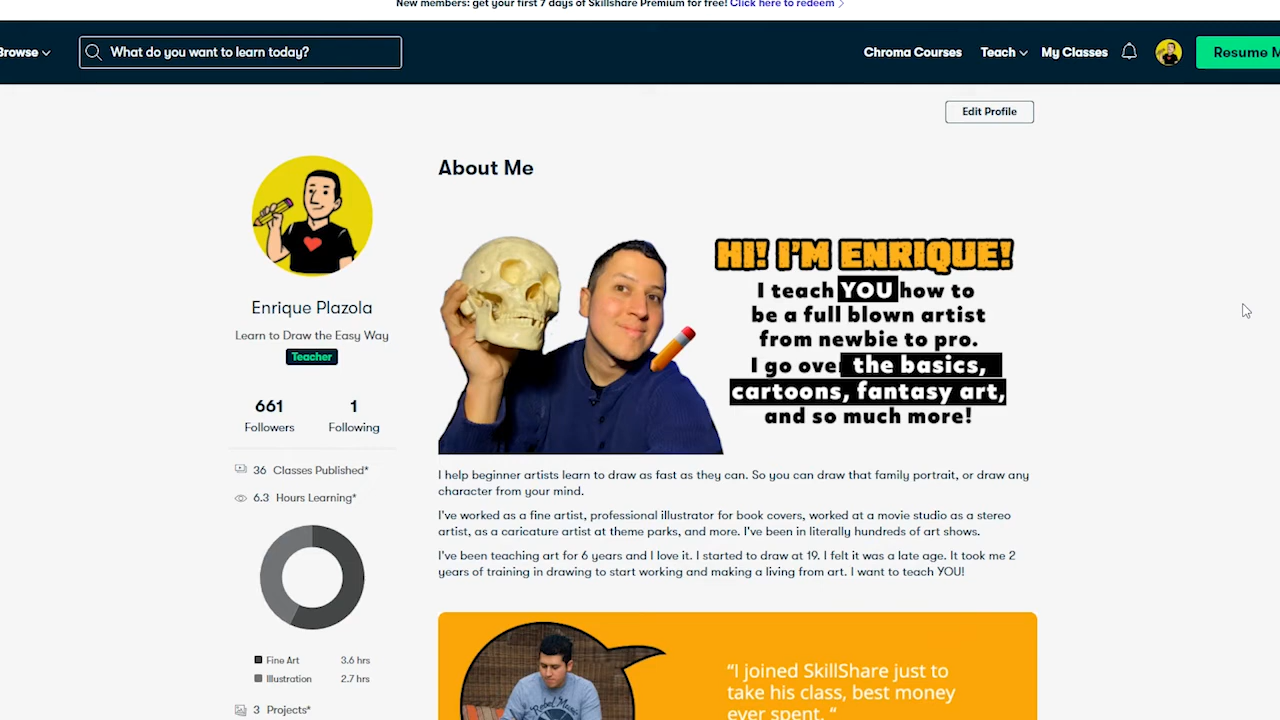 New members: get your first 7 days of Skillshare Premium for free! Click here to redeem
Browse
What do you want to learn today?
Chroma Courses
Teach
My Classes
Resume M
Edit Profile
Enrique Plazola
Learn to Draw the Easy Way
Teacher
661
Followers
1
Following
36 Classes Published*
6.3 Hours Learning*
Fine Art 3.6 hrs
Illustration 2.7 hrs
3 Projects*
About Me
HI! I'M ENRIQUE!
I teach YOU how to
be a full blown artist
from newbie to pro.
I go over the basics,
cartoons, fantasy art,
and so much more!
I help beginner artists learn to draw as fast as they can. So you can draw that family portrait, or draw any
character from your mind.
I've worked as a fine artist, professional illustrator for book covers, worked at a movie studio as a stereo
artist, as a caricature artist at theme parks, and more. I've been in literally hundreds of art shows.
I've been teaching art for 6 years and I love it. I started to draw at 19. I felt it was a late age. It took me 2
years of training in drawing to start working and making a living from art. I want to teach YOU!
"I joined SkillShare just to
take his class, best money
ever spent. "